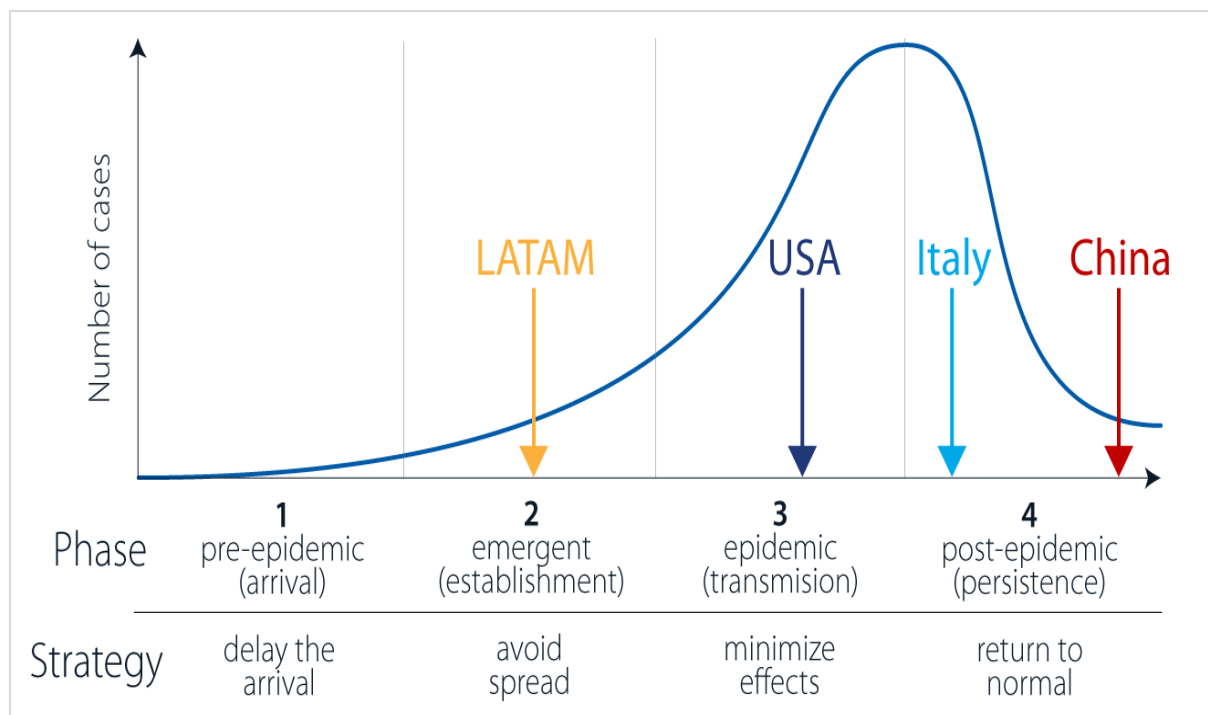 Number of cases
LATAM
USA
Italy
China
1
2
3
4
Phase
pre-epidemic
(arrival)
emergent
(establishment)
epidemic
(transmision)
post-epidemic
(persistence)
Strategy
delay the
arrival
avoid
spread
minimize
effects
return to
normal